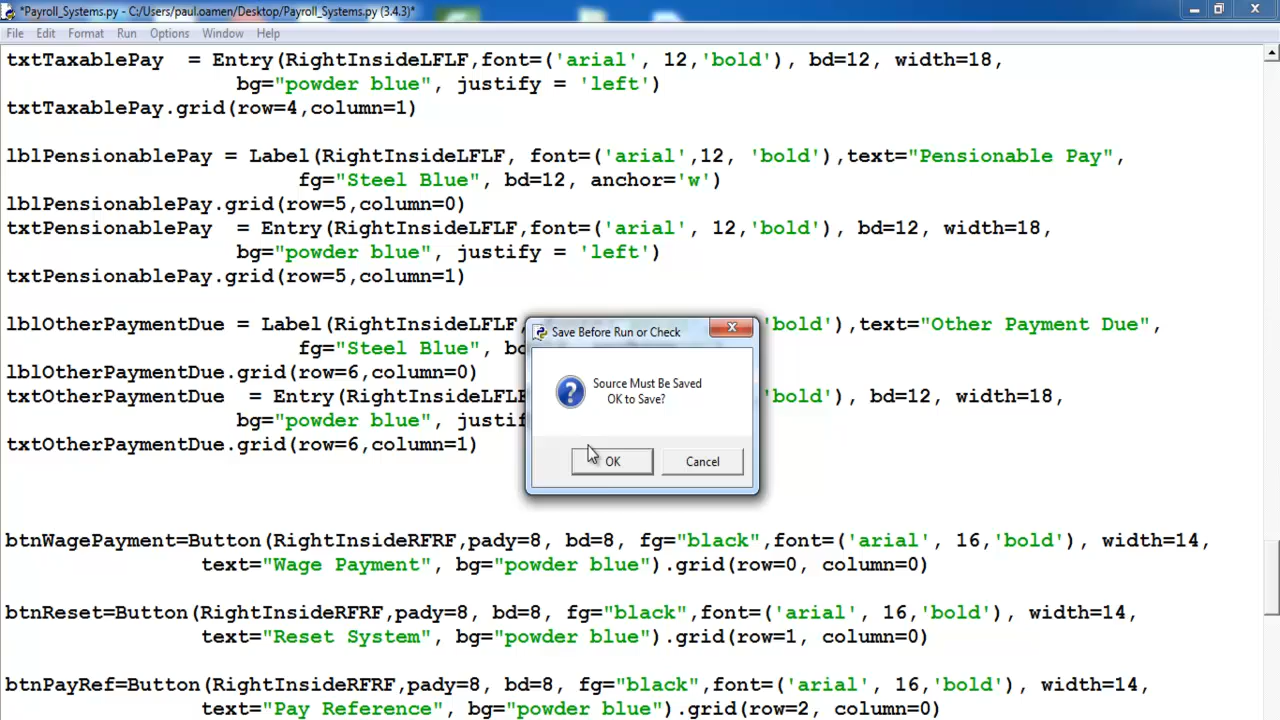 *Payroll_Systems.py - C:/Users/paul.oamen/Desktop/Payroll_Systems.py (3.4.3)*
File Edit Format Run Options Window Help
txtTaxablePay = Entry(RightInsideLFLF,font=('arial', 12,'bold'), bd=12, width=18,
bg="powder blue", justify = 'left')
txtTaxablePay.grid(row=4,column=1)
lblPensionablePay = Label(RightInsideLFLF, font=('arial',12, 'bold'),text="Pensionable Pay",
fg="Steel Blue", bd=12, anchor='w')
lblPensionablePay.grid(row=5,column=0)
txtPensionablePay = Entry(RightInsideLFLF,font=('arial', 12,'bold'), bd=12, width=18,
bg="powder blue", justify = 'left')
txtPensionablePay.grid(row=5,column=1)
lblOtherPaymentDue = Label(RightInsideLFLF, 'bold'),text="Other Payment Due",
fg="Steel Blue", bd
lblOtherPaymentDue.grid(row=6,column=0)
txtOtherPaymentDue = Entry(RightInsideLFLF 'bold'), bd=12, width=18,
bg="powder blue", justif
txtOtherPaymentDue.grid(row=6,column=1)
Save Before Run or Check
Source Must Be Saved
OK to Save?
OK Cancel
btnWagePayment=Button(RightInsideRFRF,pady=8, bd=8, fg="black",font=('arial', 16,'bold'), width=14,
text="Wage Payment", bg="powder blue").grid(row=0, column=0)
btnReset=Button(RightInsideRFRF,pady=8, bd=8, fg="black",font=('arial', 16,'bold'), width=14,
text="Reset System", bg="powder blue").grid(row=1, column=0)
btnPayRef=Button(RightInsideRFRF,pady=8, bd=8, fg="black",font=('arial', 16,'bold'), width=14,
text="Pay Reference", bg="powder blue").grid(row=2, column=0)